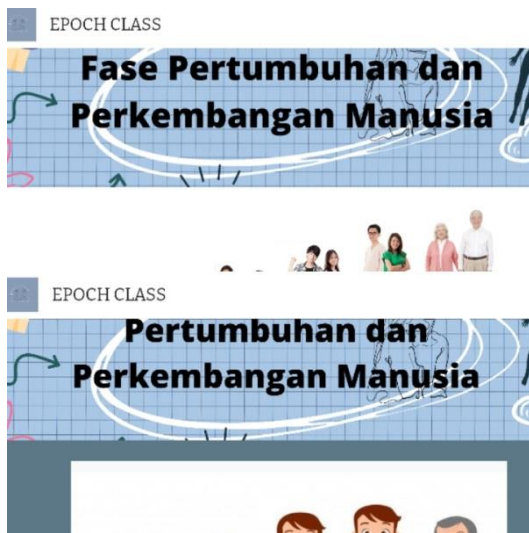 EPOCH CLASS
Fase Pertumbuhan dan
Perkembangan Manusia
EPOCH CLASS
Pertumbuhan dan
Perkembangan Manusia